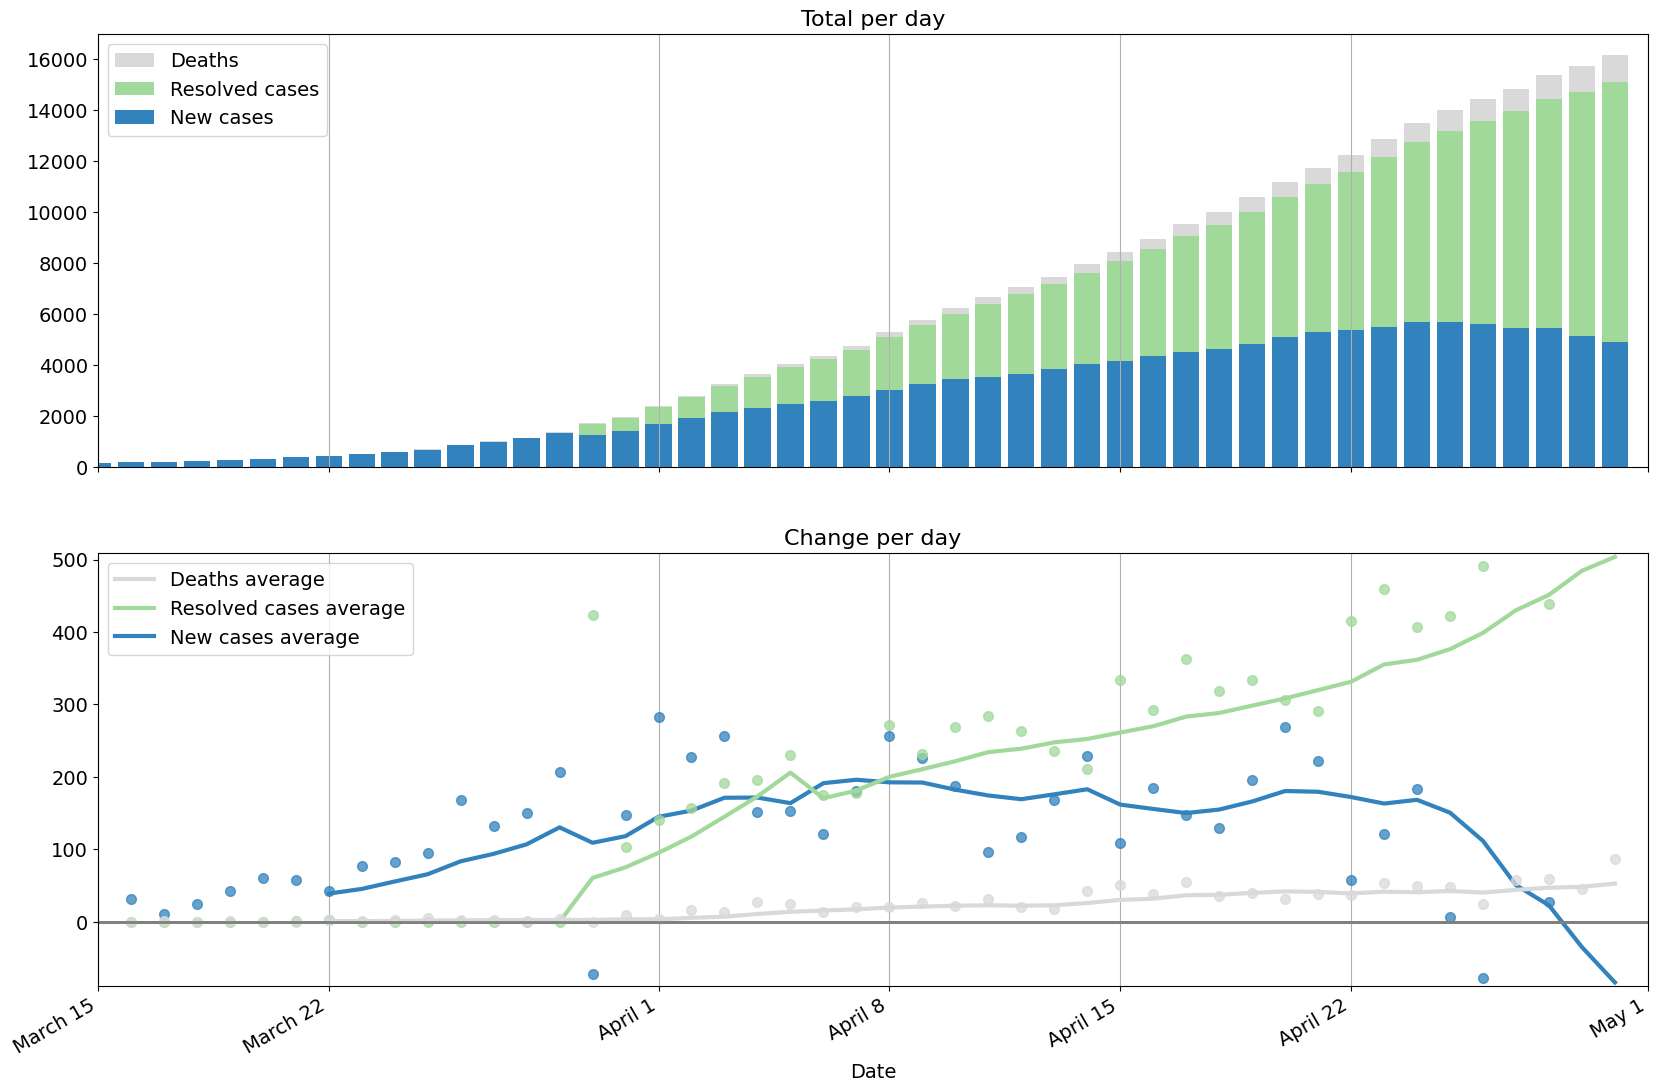 Total per day
Deaths
Resolved cases
New cases
16000
14000
12000
10000
8000
6000
4000
2000
0
Change per day
Deaths average
Resolved cases average
New cases average
500
400
300
200
100
0
March 15
March 22
April 1
April 8
April 15
April 22
May 1
Date